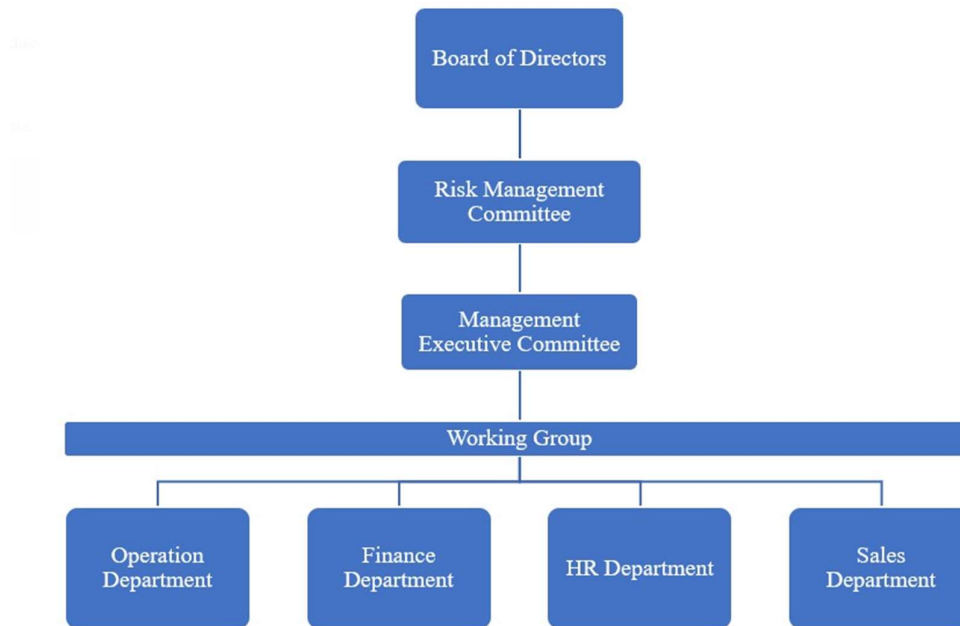 Board of Directors
Risk Management
Committee
Management
Executive Committee
Working Group
Operation
Department
Finance
Department
HR Department
Sales
Department